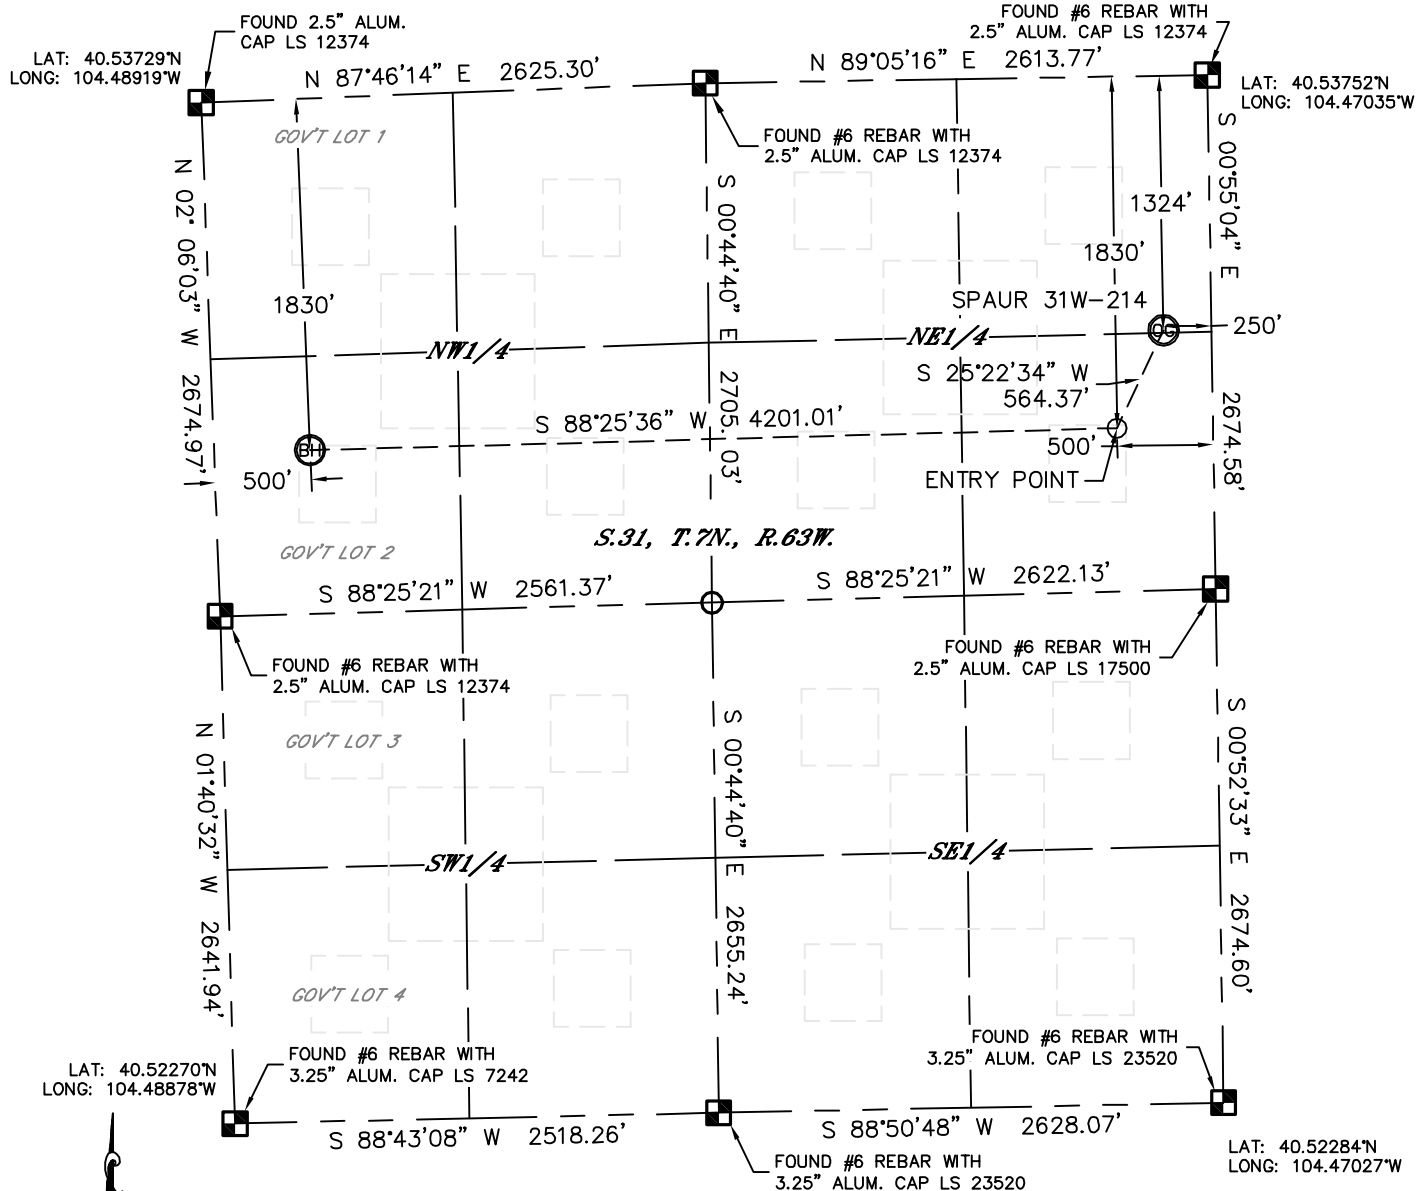 FOUND 2.5" ALUM.
CAP LS 12374
FOUND #6 REBAR WITH
2.5" ALUM. CAP LS 12374
LAT: 40.53729°N
LONG: 104.48919°W
N 87°46'14" E 2625.30'
N 89°05'16" E 2613.77'
LAT: 40.53752°N
LONG: 104.47035°W
GOV'T LOT 1
FOUND #6 REBAR WITH
2.5" ALUM. CAP LS 12374
N 02° 06'03" W 2674.97'
S 00°44'40" E 2705.03'
S 00°55'04" E 2674.58'
1324'
1830'
1830'
SPAUR 31W-214
OG
250'
NW1/4
NE1/4
S 25°22'34" W
564.37'
S 88°25'36" W 4201.01'
BH
500'
500'
ENTRY POINT
S.31, T.7N., R.63W.
GOV'T LOT 2
S 88°25'21" W 2561.37'
S 88°25'21" W 2622.13'
FOUND #6 REBAR WITH
2.5" ALUM. CAP LS 12374
FOUND #6 REBAR WITH
2.5" ALUM. CAP LS 17500
N 01°40'32" W 2641.94'
GOV'T LOT 3
S 00°44'40" E 2655.24'
S 00°52'33" E 2674.60'
SW1/4
SE1/4
GOV'T LOT 4
LAT: 40.52270°N
LONG: 104.48878°W
FOUND #6 REBAR WITH
3.25" ALUM. CAP LS 7242
FOUND #6 REBAR WITH
3.25" ALUM. CAP LS 23520
S 88°43'08" W 2518.26'
S 88°50'48" W 2628.07'
FOUND #6 REBAR WITH
3.25" ALUM. CAP LS 23520
LAT: 40.52284°N
LONG: 104.47027°W